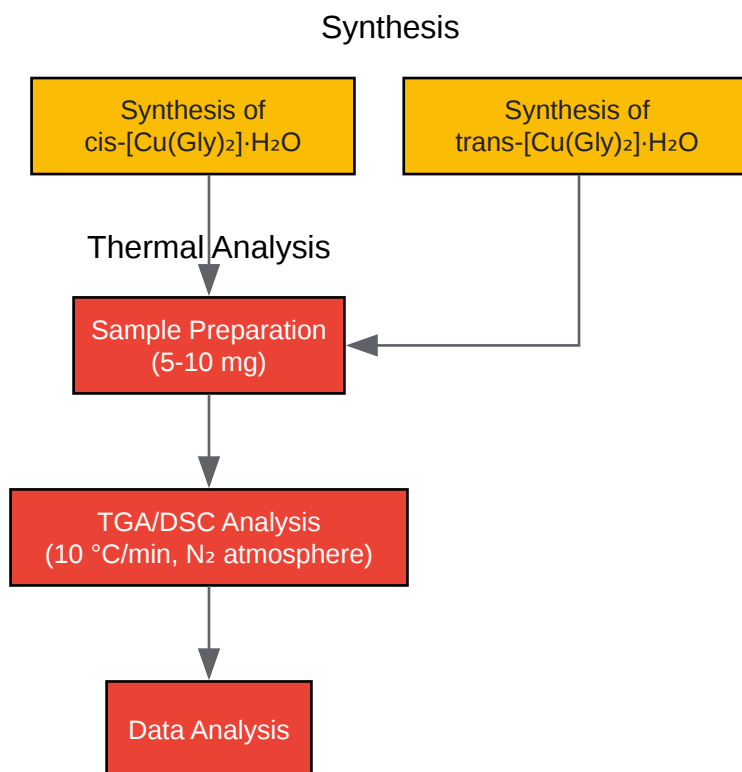 Synthesis
Synthesis of
cis-[Cu(Gly)₂]·H₂O
Synthesis of
trans-[Cu(Gly)₂]·H₂O
Thermal Analysis
Sample Preparation
(5-10 mg)
TGA/DSC Analysis
(10 °C/min, N₂ atmosphere)
Data Analysis